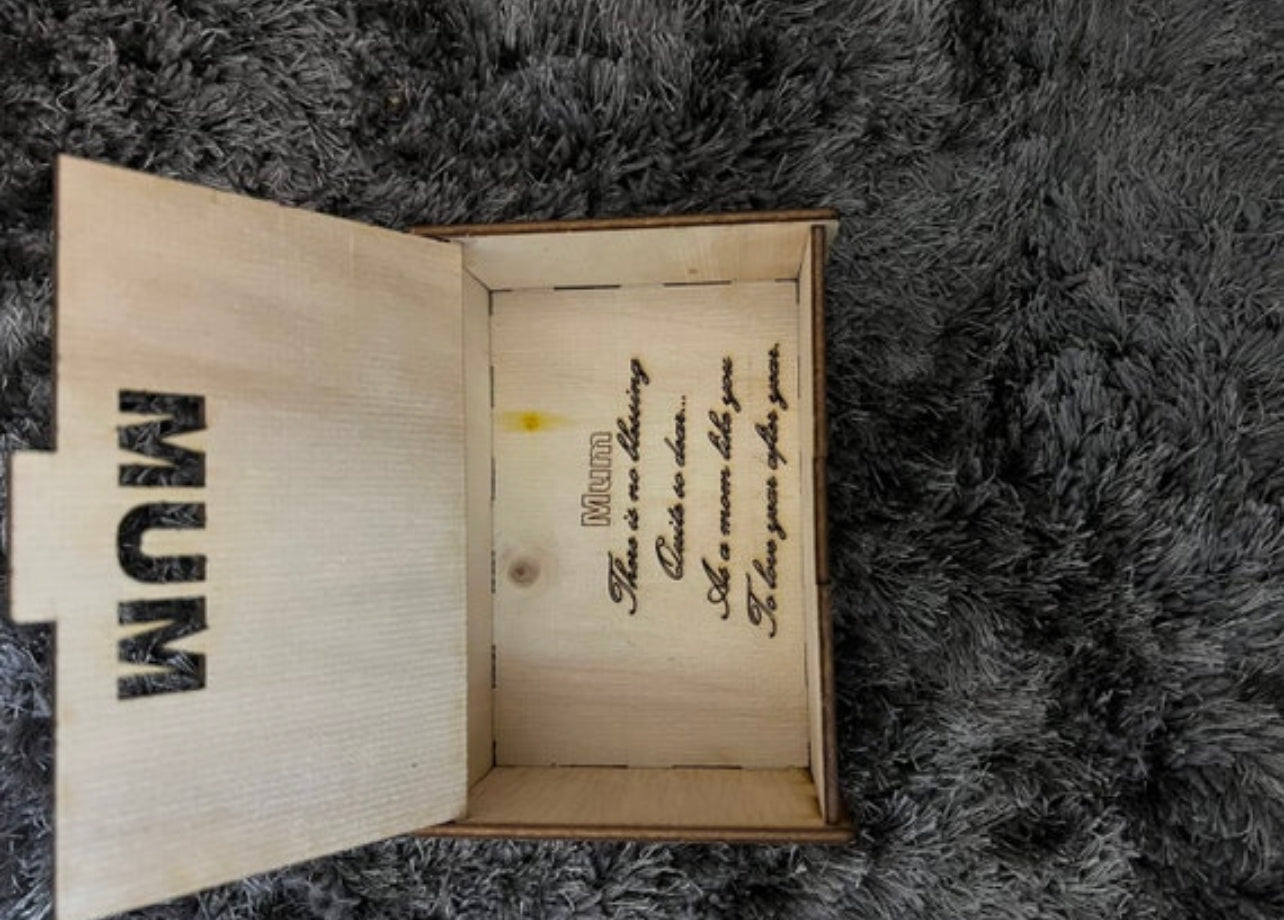 MUM
Mum
There is no blessing
Quite so dear...
As a mom like you
To love year after year.